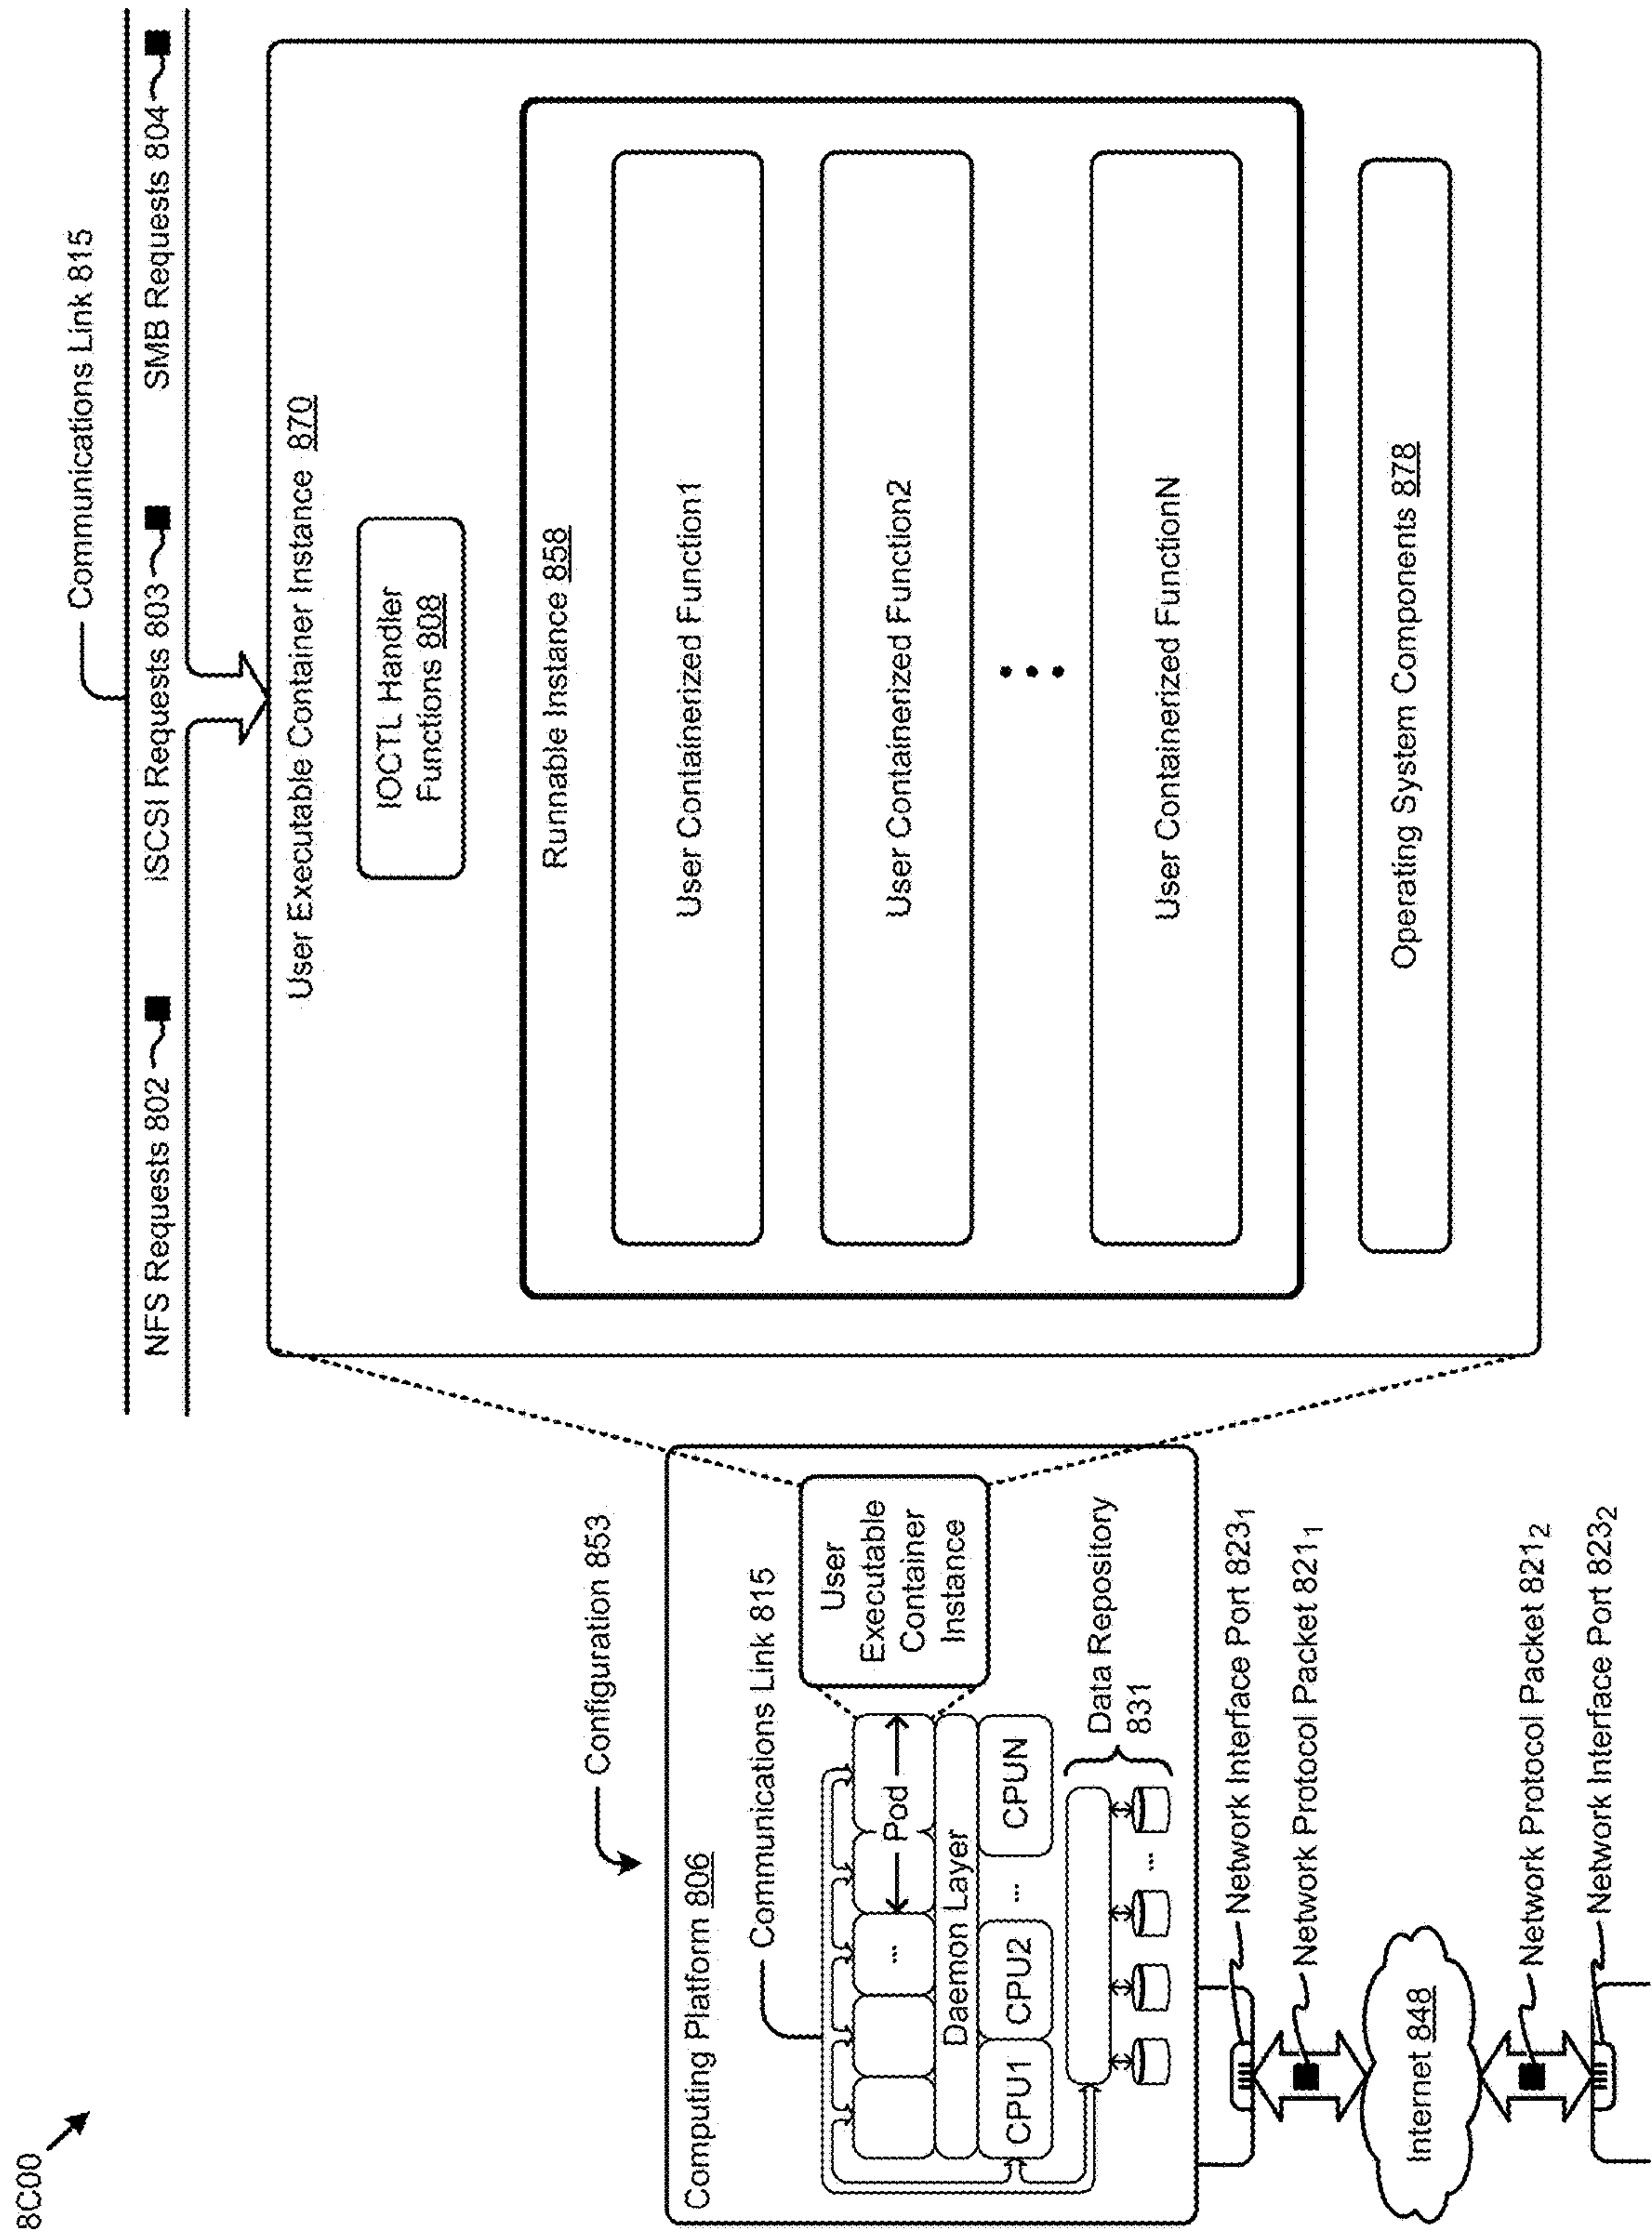 8C00
Communications Link 815
NFS Requests 802
iSCSI Requests 803
SMB Requests 804
Configuration 853
User Executable Container Instance 870
IOCTL Handler
Functions 808
Runnable Instance 858
User Containerized Function1
User Containerized Function2
User Containerized FunctionN
Operating System Components 878
Computing Platform 806
Communications Link 815
User
Executable
Container
Instance
...
Pod
Daemon Layer
CPU1
CPU2
...
CPUN
Data Repository
831
...
Network Interface Port 823₁
Network Protocol Packet 821₁
Internet 848
Network Protocol Packet 821₂
Network Interface Port 823₂